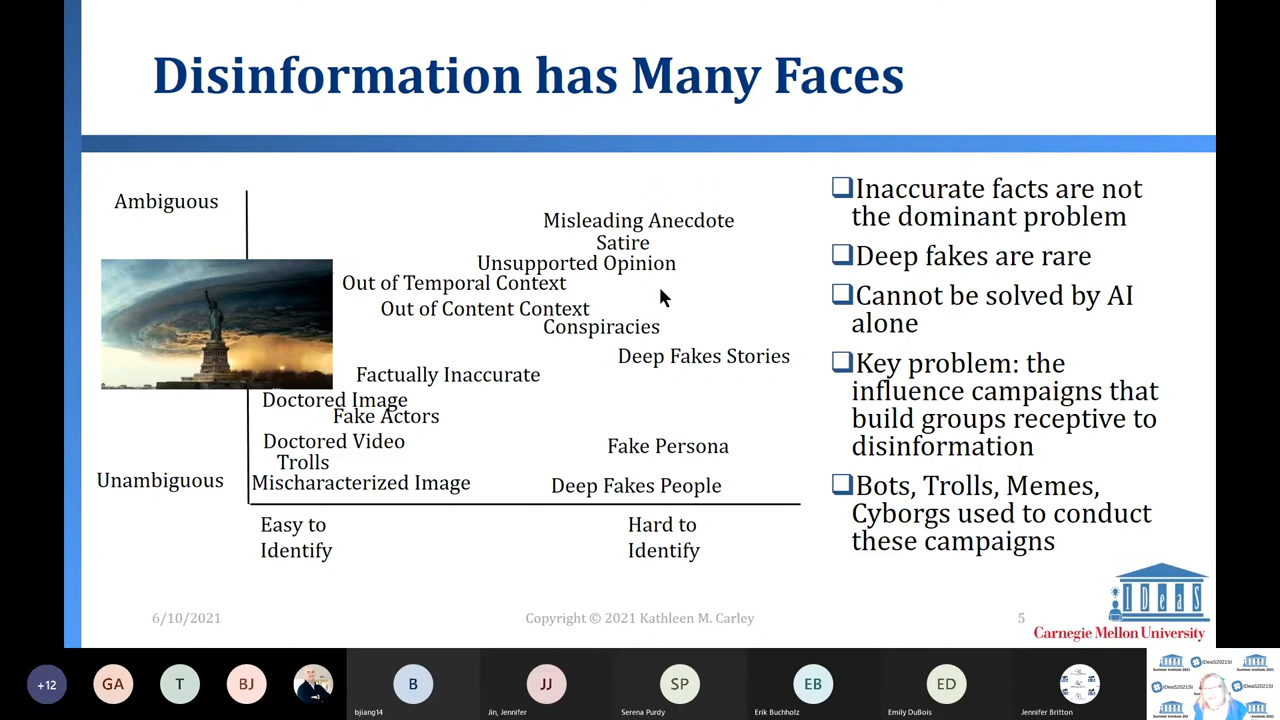 Disinformation has Many Faces
Ambiguous
Misleading Anecdote
Satire
Unsupported Opinion
Out of Temporal Context
Out of Content Context
Conspiracies
Deep Fakes Stories
Factually Inaccurate
Doctored Image
Fake Actors
Doctored Video
Fake Persona
Trolls
Unambiguous
Mischaracterized Image
Deep Fakes People
Easy to
Identify
Hard to
Identify
Inaccurate facts are not
the dominant problem
Deep fakes are rare
Cannot be solved by AI
alone
Key problem: the
influence campaigns that
build groups receptive to
disinformation
Bots, Trolls, Memes,
Cyborgs used to conduct
these campaigns
IDeaS
Carnegie Mellon University
6/10/2021
Copyright © 2021 Kathleen M. Carley
5
+12
GA
T
BJ
B
bjiang14
JJ
Jin, Jennifer
SP
Serena Purdy
EB
Erik Buchholz
ED
Emily DuBois
Jennifer Britton